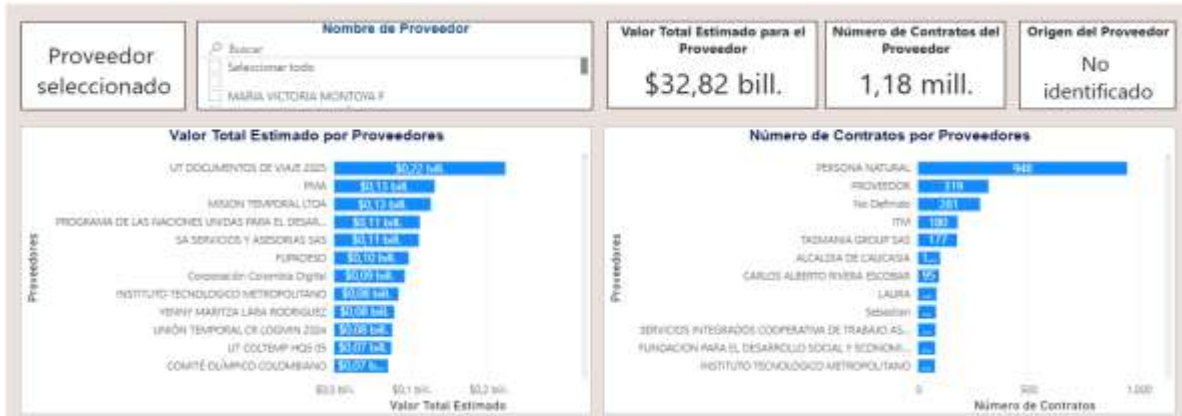 Proveedor
seleccionado
Nombre de Proveedor
Buscar
Seleccionar todo
MARIA VICTORIA MONTOYA F
Valor Total Estimado para el
Proveedor
$32,82 bill.
Número de Contratos del
Proveedor
1,18 mill.
Origen del Proveedor
No
identificado
Valor Total Estimado por Proveedores
Proveedores
UT DOCUMENTOS DE VIAJE 2025 $0,22 bill.
PMA $0,13 bill.
MISION TEMPORAL LTDA $0,13 bill.
PROGRAMA DE LAS NACIONES UNIDAS PARA EL DESAR... $0,11 bill.
SA SERVICIOS Y ASESORIAS SAS $0,11 bill.
$0,10 bill.
Corporación Colombia Digital $0,09 bill.
INSTITUTO TECNOLOGICO METROPOLITANO $0,08 bill.
YENNY MARITZA LARA RODRIGUEZ $0,08 bill.
UNIÓN TEMPORAL CR LOGMIN 2024 $0,08 bill.
UT COLTEMP HQS 05 $0,07 bill.
COMITÉ OLÍMPICO COLOMBIANO $0,07 b...
$0,0 bill. $0,1 bill. $0,2 bill.
Valor Total Estimado
Número de Contratos por Proveedores
Proveedores
PERSONA NATURAL
PROVEEDOR 319
No Definido 281
ITM 180
TASMANIA GROUP SAS 177
ALCALDIA DE CAUCASIA 1...
CARLOS ALBERTO RIVERA ESCOBAR 95
LAURA ...
Sebastian ...
SERVICIOS INTEGRADOS COOPERATIVA DE TRABAJO AS... ...
FUNDACION PARA EL DESARROLLO SOCIAL Y ECONOMI... ...
INSTITUTO TECNOLOGICO METROPOLITANO ...
0 500 1.000
Número de Contratos